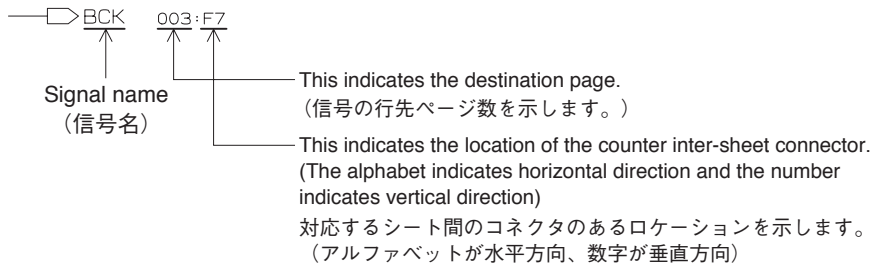 BCK 003:F7
Signal name
（信号名）
This indicates the destination page.
（信号の行先ページ数を示します。）
This indicates the location of the counter inter-sheet connector.
(The alphabet indicates horizontal direction and the number
indicates vertical direction)
対応するシート間のコネクタのあるロケーションを示します。
（アルファベットが水平方向、数字が垂直方向）